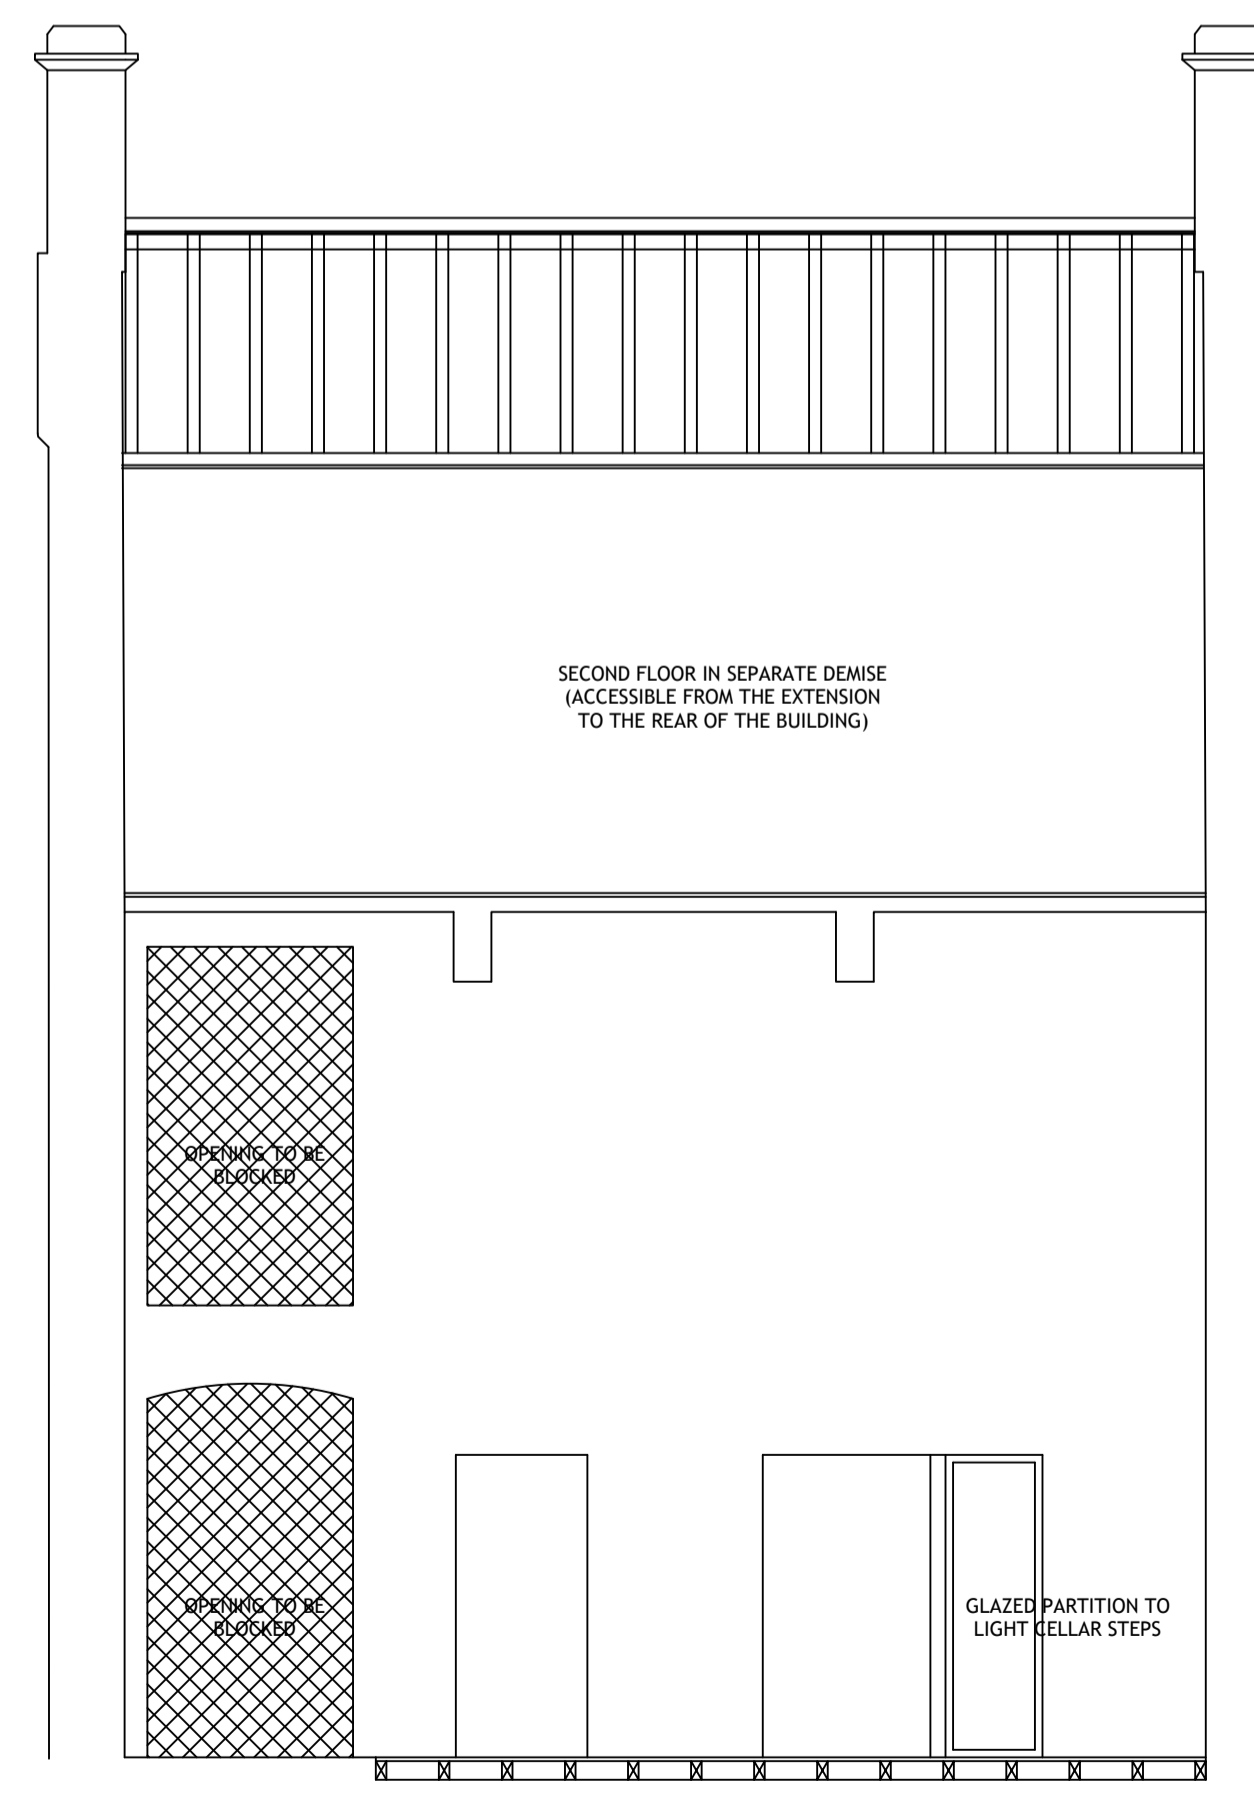 SECOND FLOOR IN SEPARATE DEMISE
(ACCESSIBLE FROM THE EXTENSION
TO THE REAR OF THE BUILDING)
OPENING TO BE
BLOCKED
OPENING TO BE
BLOCKED
GLAZED PARTITION TO
LIGHT CELLAR STEPS